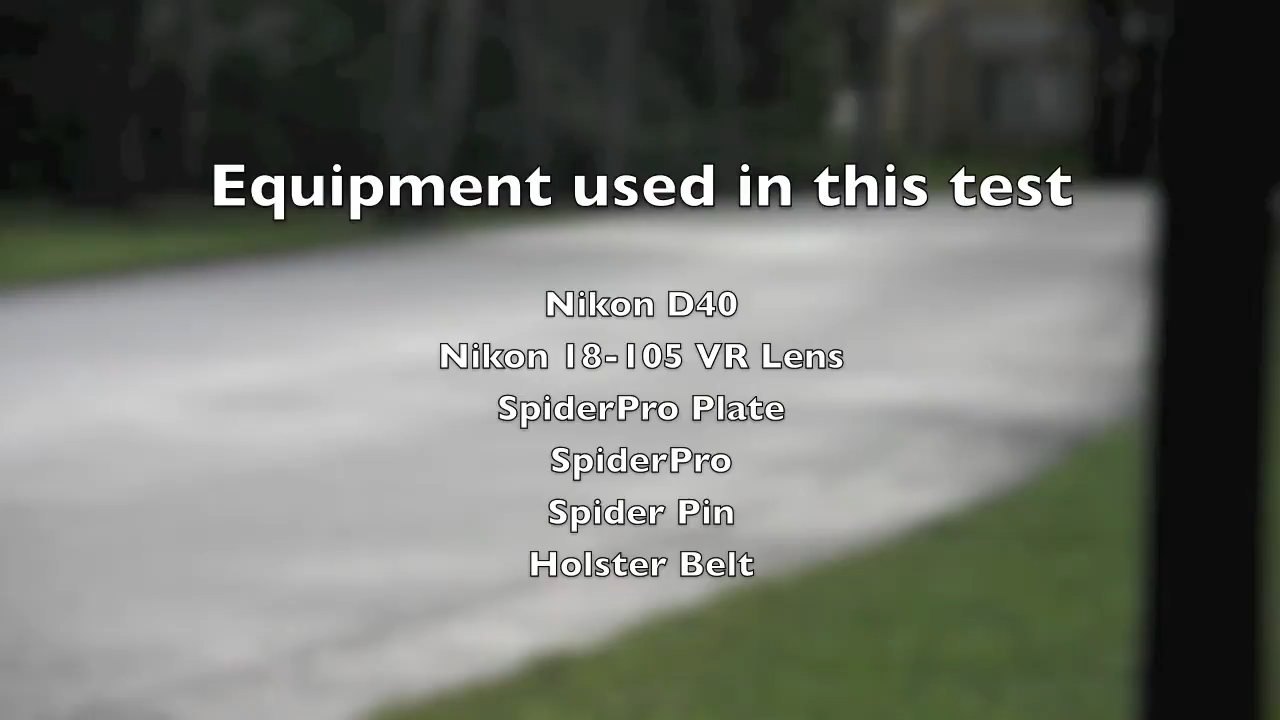 Equipment used in this test
Nikon D40
Nikon 18-105 VR Lens
SpiderPro Plate
SpiderPro
Spider Pin
Holster Belt